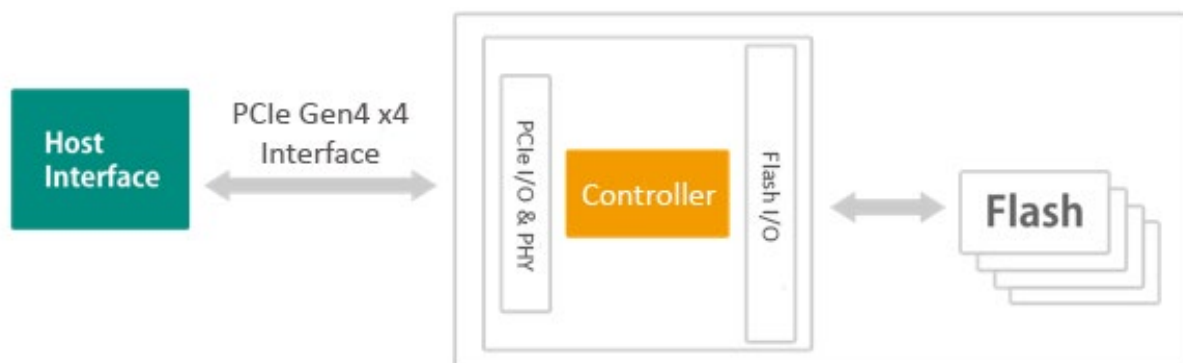 Host
Interface
PCIe Gen4 x4
Interface
PCIe I/O & PHY
Controller
Flash I/O
Flash